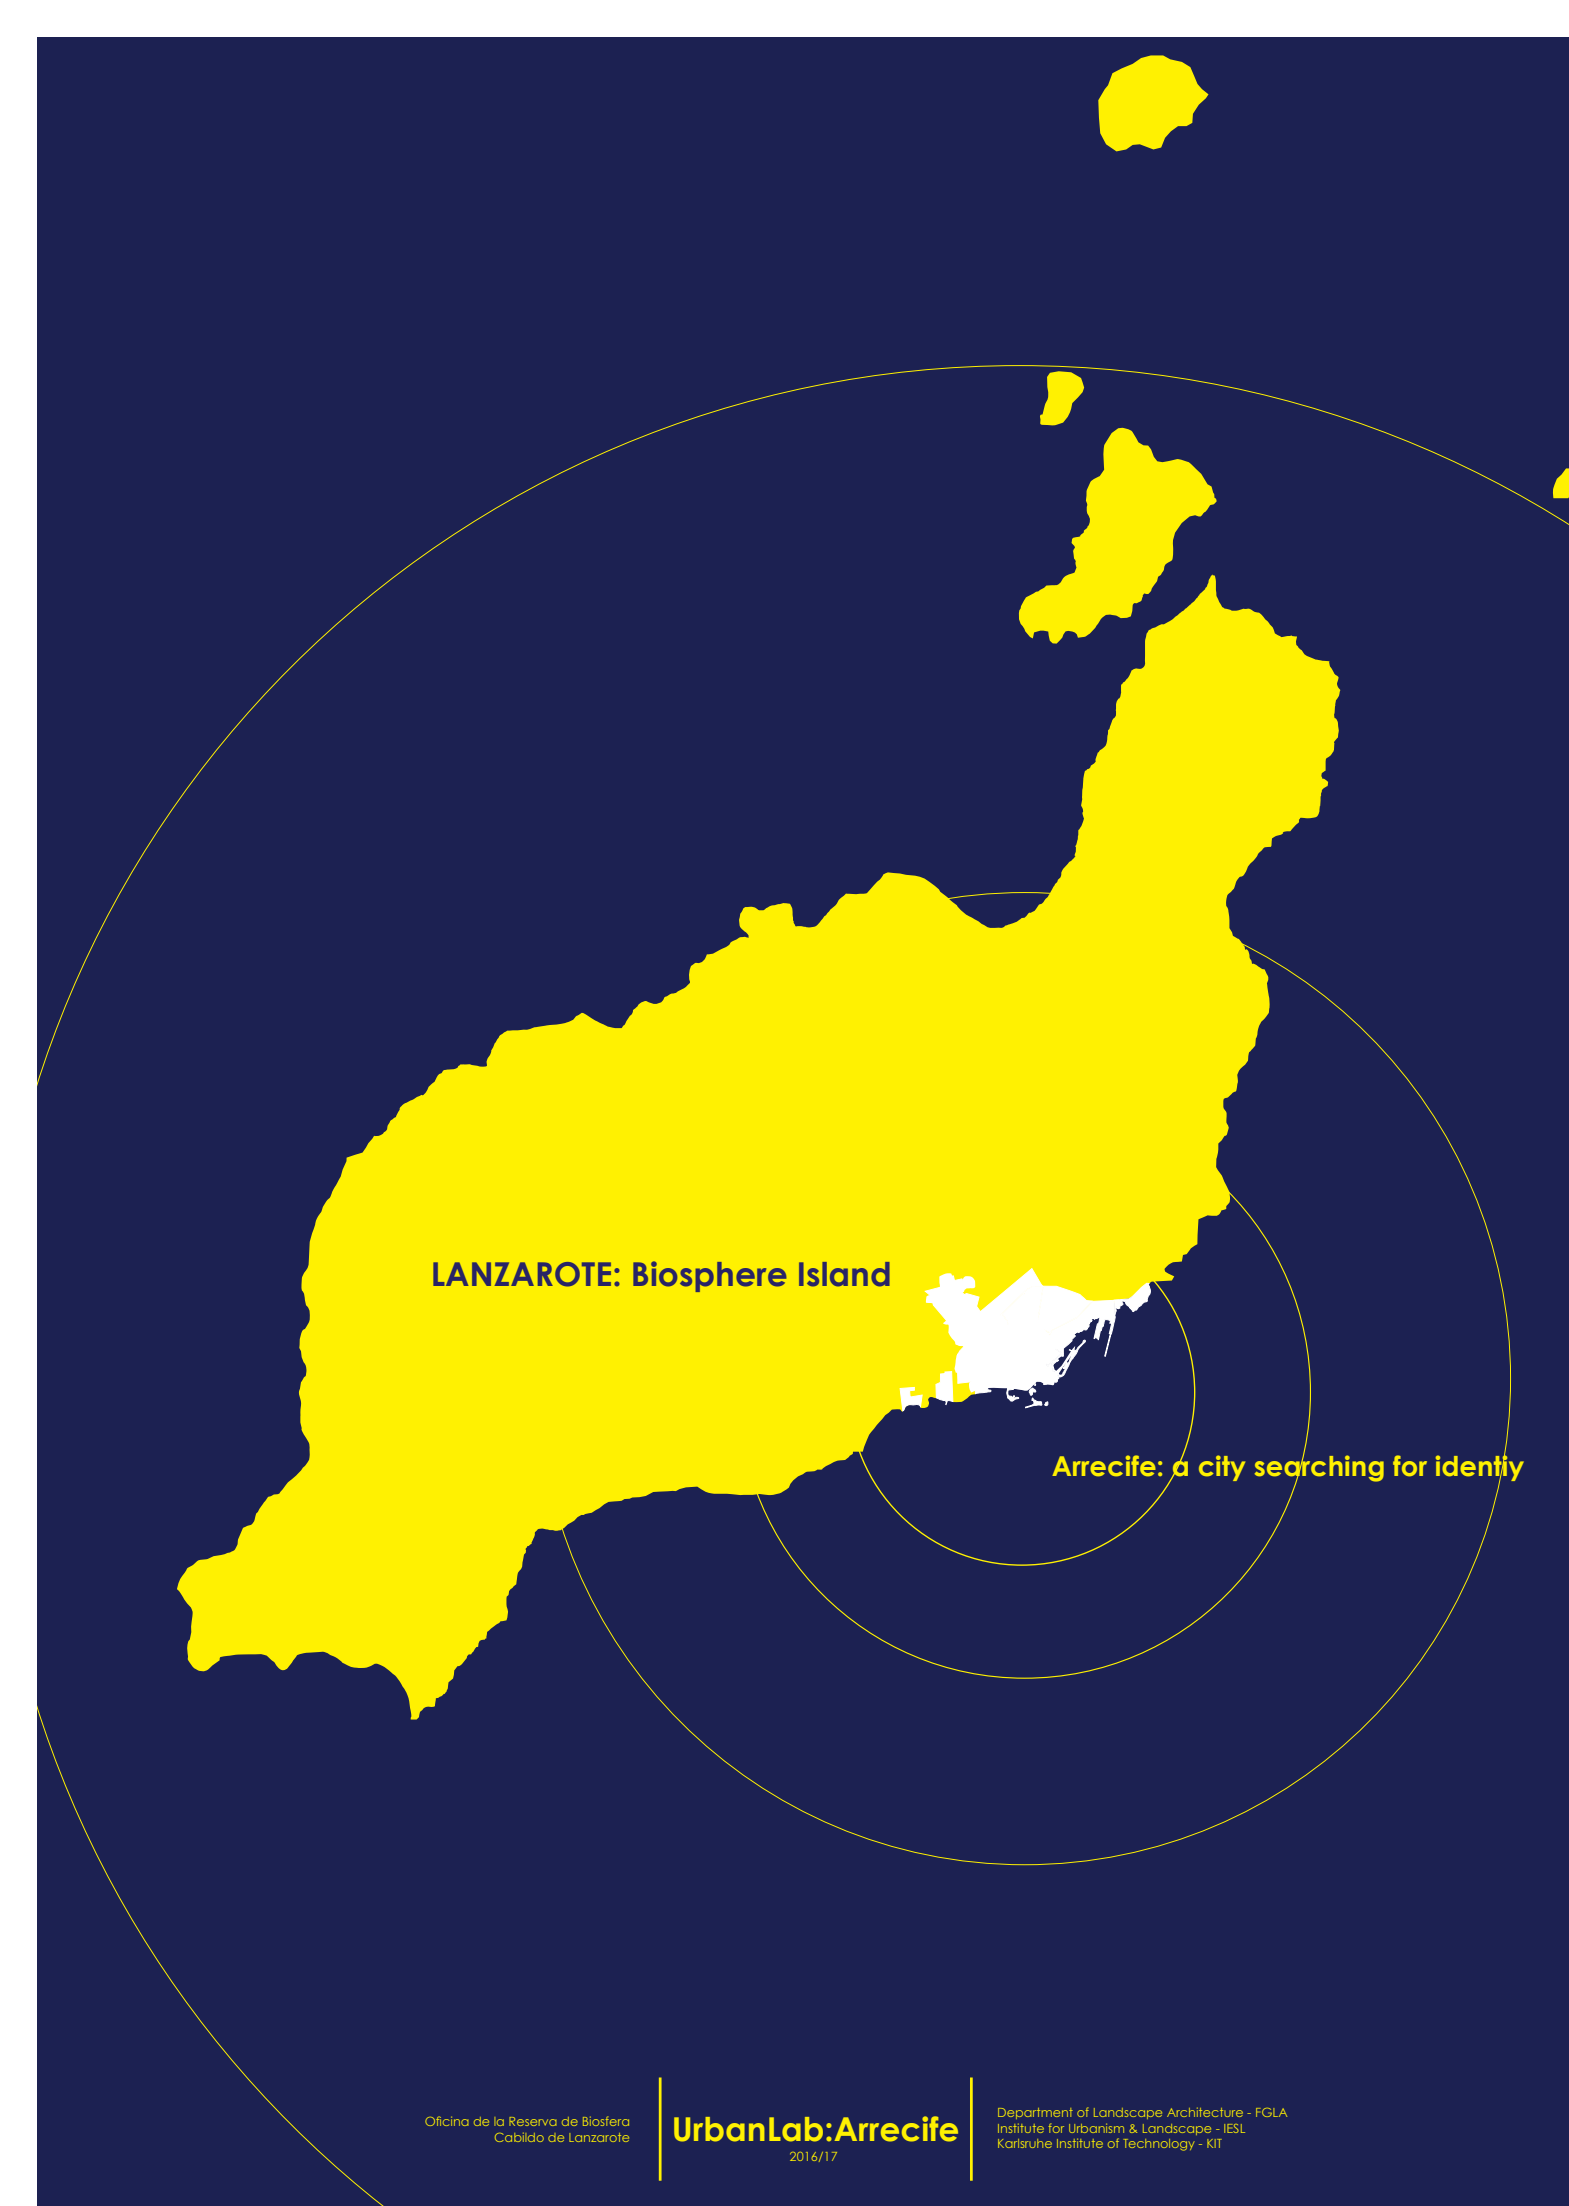 LANZAROTE: Biosphere Island
Arrecife: a city searching for identiy
Oficina de la Reserva de Biosfera
Cabildo de Lanzarote
UrbanLab:Arrecife
2016/17
Department of Landscape Architecture - FGLA
Institute for Urbanism & Landscape - IESL
Karlsruhe Institute of Technology - KIT